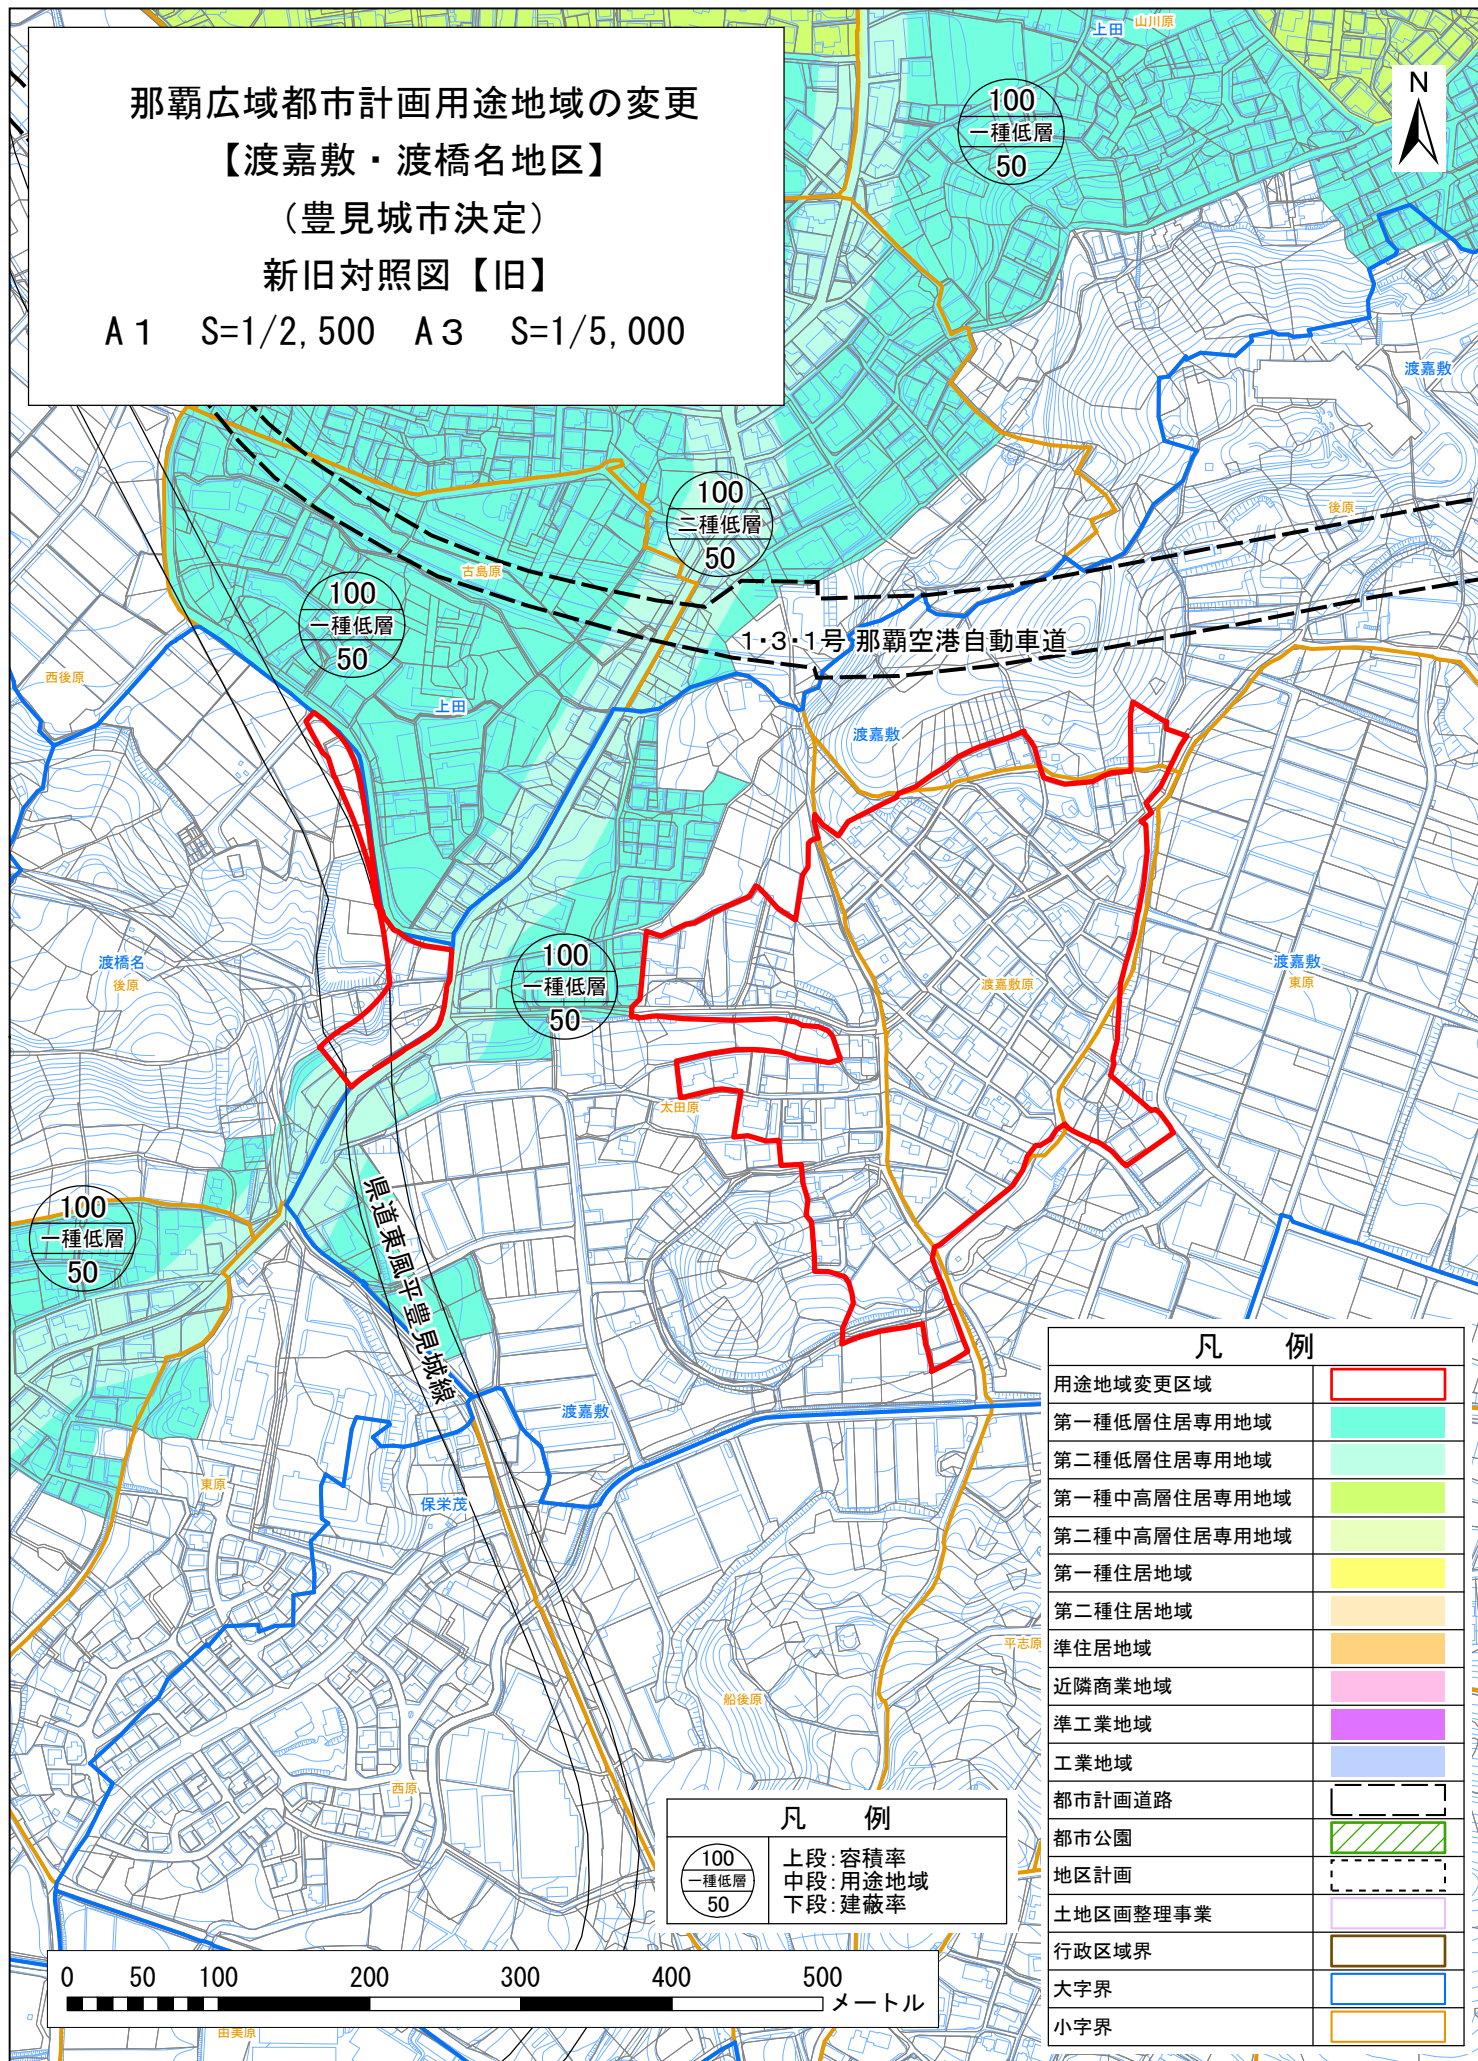 那覇広域都市計画用途地域の変更
【渡嘉敷・渡橋名地区】
（豊見城市決定）
新旧対照図【旧】
A1　S=1/2,500　A3　S=1/5,000
上田
山川原
N
100
一種低層
50
渡嘉敷
100
二種低層
50
後原
古島原
100
一種低層
50
1・3・1号 那覇空港自動車道
西後原
上田
渡嘉敷
渡橋名
後原
100
一種低層
50
渡嘉敷原
渡嘉敷
東原
太田原
100
一種低層
50
県道東風平豊見城線
渡嘉敷
東原
保栄茂
平志原
船後原
西原
由美原
凡　例
用途地域変更区域
第一種低層住居専用地域
第二種低層住居専用地域
第一種中高層住居専用地域
第二種中高層住居専用地域
第一種住居地域
第二種住居地域
準住居地域
近隣商業地域
準工業地域
工業地域
都市計画道路
都市公園
地区計画
土地区画整理事業
行政区域界
大字界
小字界
凡　例
100
一種低層
50
上段:容積率
中段:用途地域
下段:建蔽率
0 50 100 200 300 400 500
メートル